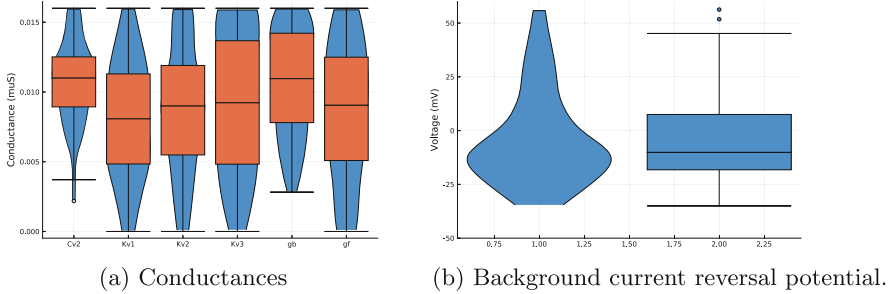 Conductance (muS)
0.015
0.010
0.005
0.000
Cv2 Kv1 Kv2 Kv3 gb gf
(a) Conductances
Voltage (mV)
50
25
0
-25
-50
0.75 1.00 1.25 1.50 1.75 2.00 2.25
(b) Background current reversal potential.